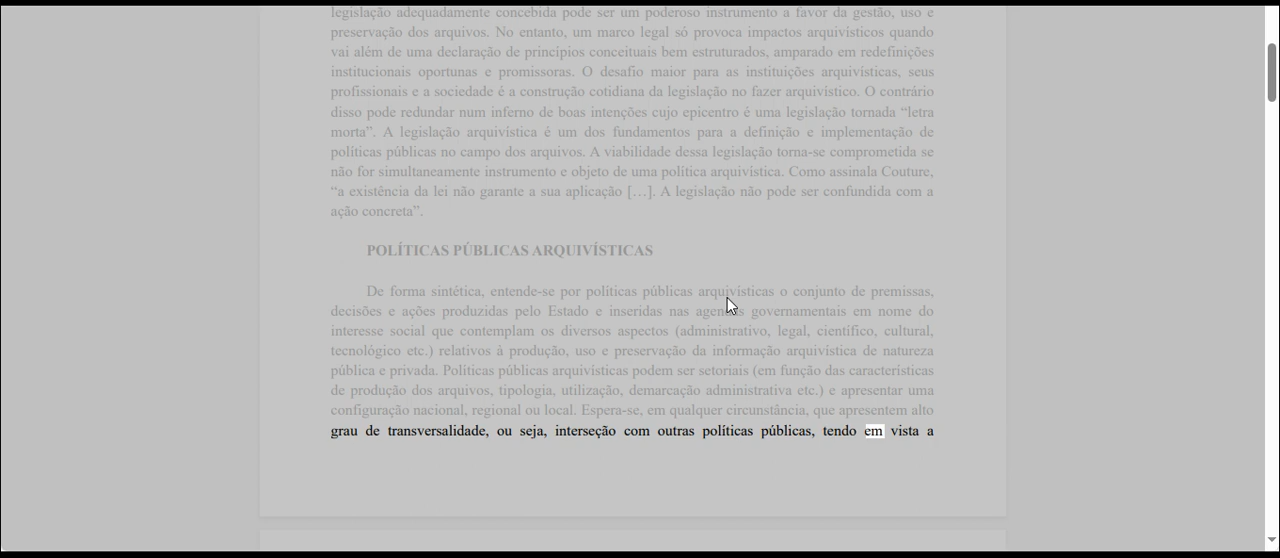 legislação adequadamente concebida pode ser um poderoso instrumento a favor da gestão, uso e
preservação dos arquivos. No entanto, um marco legal só provoca impactos arquivísticos quando
vai além de uma declaração de princípios conceituais bem estruturados, amparado em redefinições
institucionais oportunas e promissoras. O desafio maior para as instituições arquivísticas, seus
profissionais e a sociedade é a construção cotidiana da legislação no fazer arquivístico. O contrário
disso pode redundar num inferno de boas intenções cujo epicentro é uma legislação tornada “letra
morta”. A legislação arquivística é um dos fundamentos para a definição e implementação de
políticas públicas no campo dos arquivos. A viabilidade dessa legislação torna-se comprometida se
não for simultaneamente instrumento e objeto de uma política arquivística. Como assinala Couture,
“a existência da lei não garante a sua aplicação […]. A legislação não pode ser confundida com a
ação concreta”.
POLÍTICAS PÚBLICAS ARQUIVÍSTICAS
De forma sintética, entende-se por políticas públicas arquivísticas o conjunto de premissas,
decisões e ações produzidas pelo Estado e inseridas nas agendas governamentais em nome do
interesse social que contemplam os diversos aspectos (administrativo, legal, científico, cultural,
tecnológico etc.) relativos à produção, uso e preservação da informação arquivística de natureza
pública e privada. Políticas públicas arquivísticas podem ser setoriais (em função das características
de produção dos arquivos, tipologia, utilização, demarcação administrativa etc.) e apresentar uma
configuração nacional, regional ou local. Espera-se, em qualquer circunstância, que apresentem alto
grau de transversalidade, ou seja, interseção com outras políticas públicas, tendo em vista a